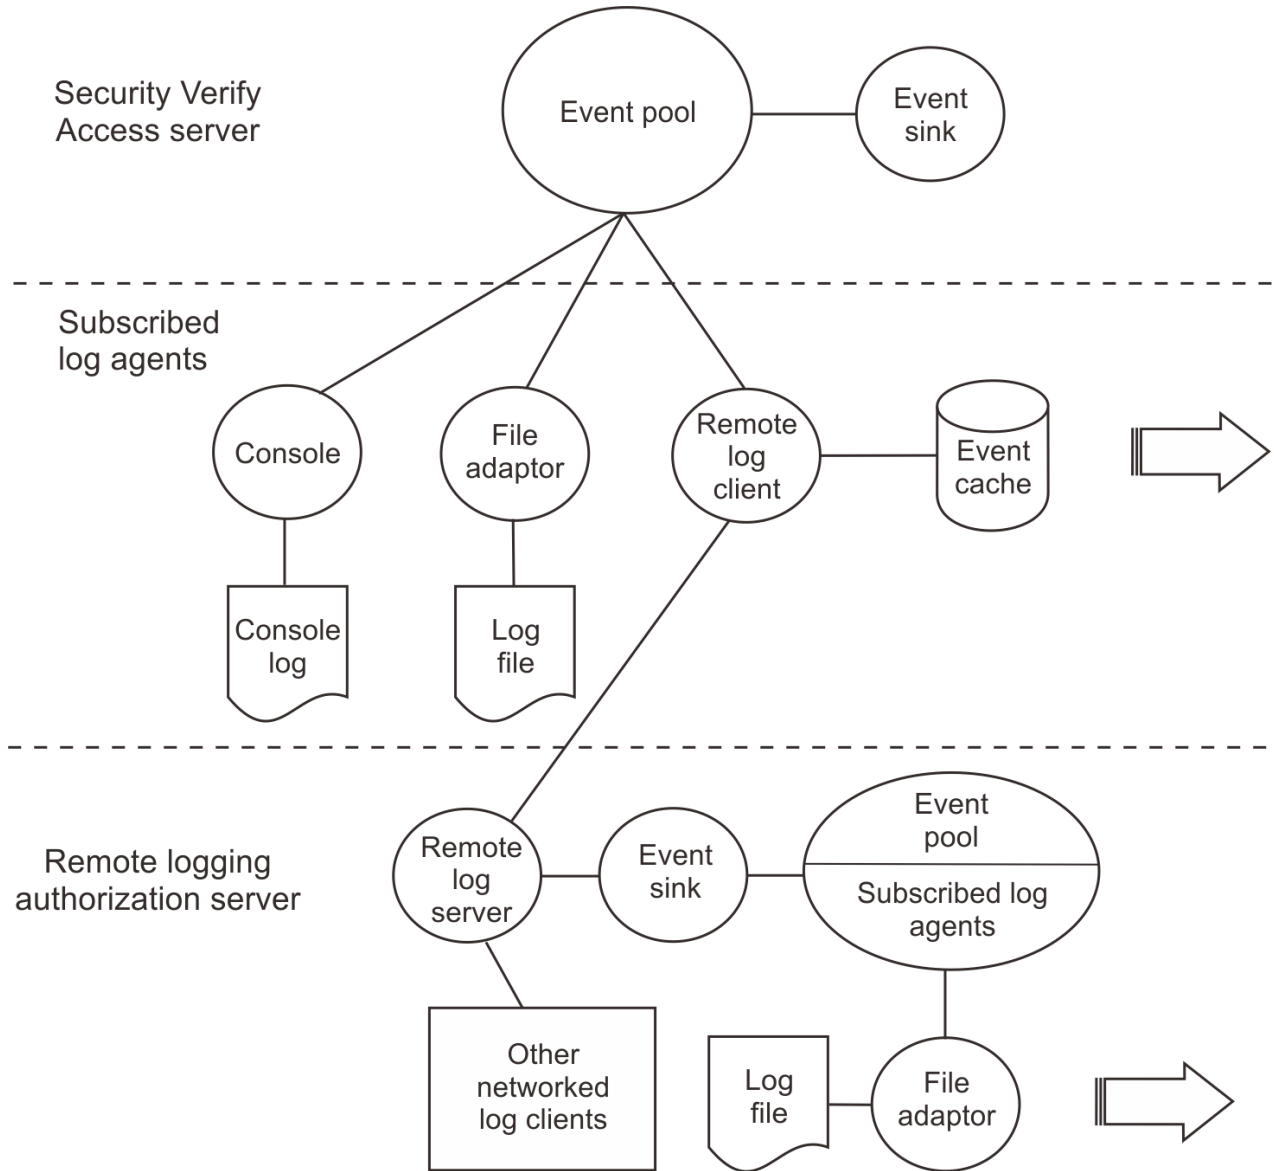 Security Verify
Access server
Event pool
Event
sink
Subscribed
log agents
Console
File
adaptor
Remote
log
client
Event
cache
Console
log
Log
file
Remote logging
authorization server
Remote
log
server
Event
sink
Event
pool
Subscribed log
agents
Other
networked
log clients
Log
file
File
adaptor